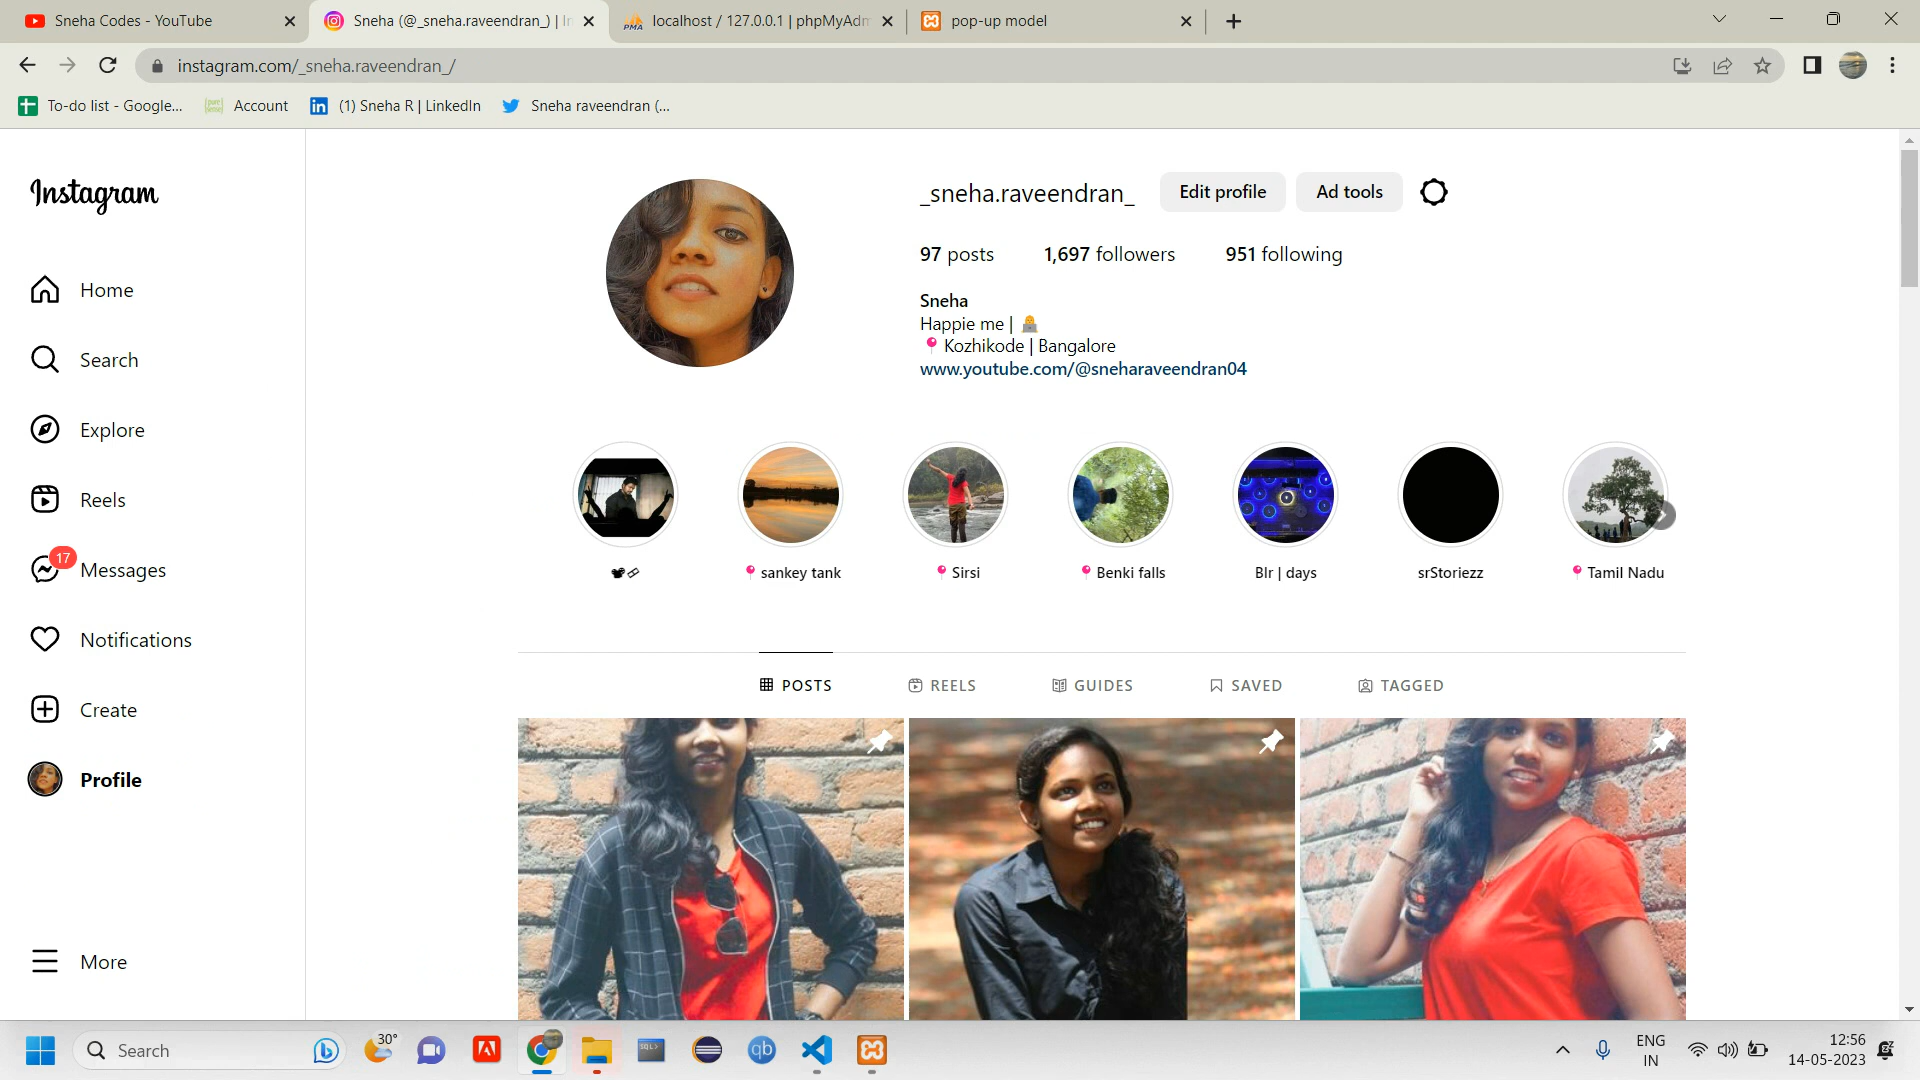 Sneha Codes - YouTube
Sneha (@_sneha.raveendran_) | In
localhost / 127.0.0.1 | phpMyAdm
pop-up model
instagram.com/_sneha.raveendran_/
To-do list - Google...
Account
(1) Sneha R | LinkedIn
Sneha raveendran (...
Instagram
Home
Search
Explore
Reels
17
Messages
Notifications
Create
Profile
More
_sneha.raveendran_
Edit profile
Ad tools
97 posts
1,697 followers
951 following
Sneha
Happie me | 🧑‍💻
📍Kozhikode | Bangalore
www.youtube.com/@sneharaveendran04
📽🎞
📍sankey tank
📍Sirsi
📍Benki falls
Blr | days
srStoriezz
📍Tamil Nadu
POSTS
REELS
GUIDES
SAVED
TAGGED
Search
30°
SQL>
qb
ENG
IN
12:56
14-05-2023